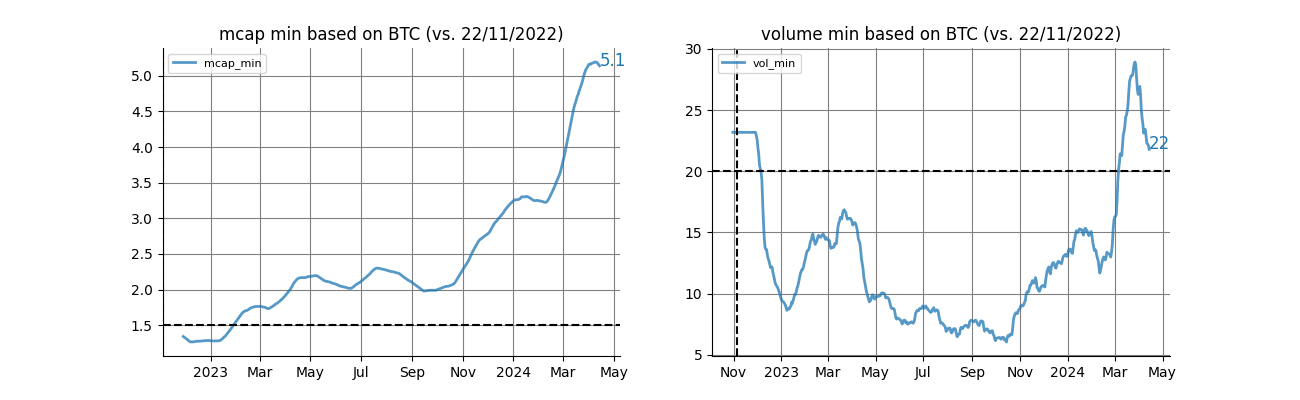 mcap min based on BTC (vs. 22/11/2022)
mcap_min
5.1
5.0
4.5
4.0
3.5
3.0
2.5
2.0
1.5
2023 Mar May Jul Sep Nov 2024 Mar May
volume min based on BTC (vs. 22/11/2022)
vol_min
22
30
25
20
15
10
5
Nov 2023 Mar May Jul Sep Nov 2024 Mar May